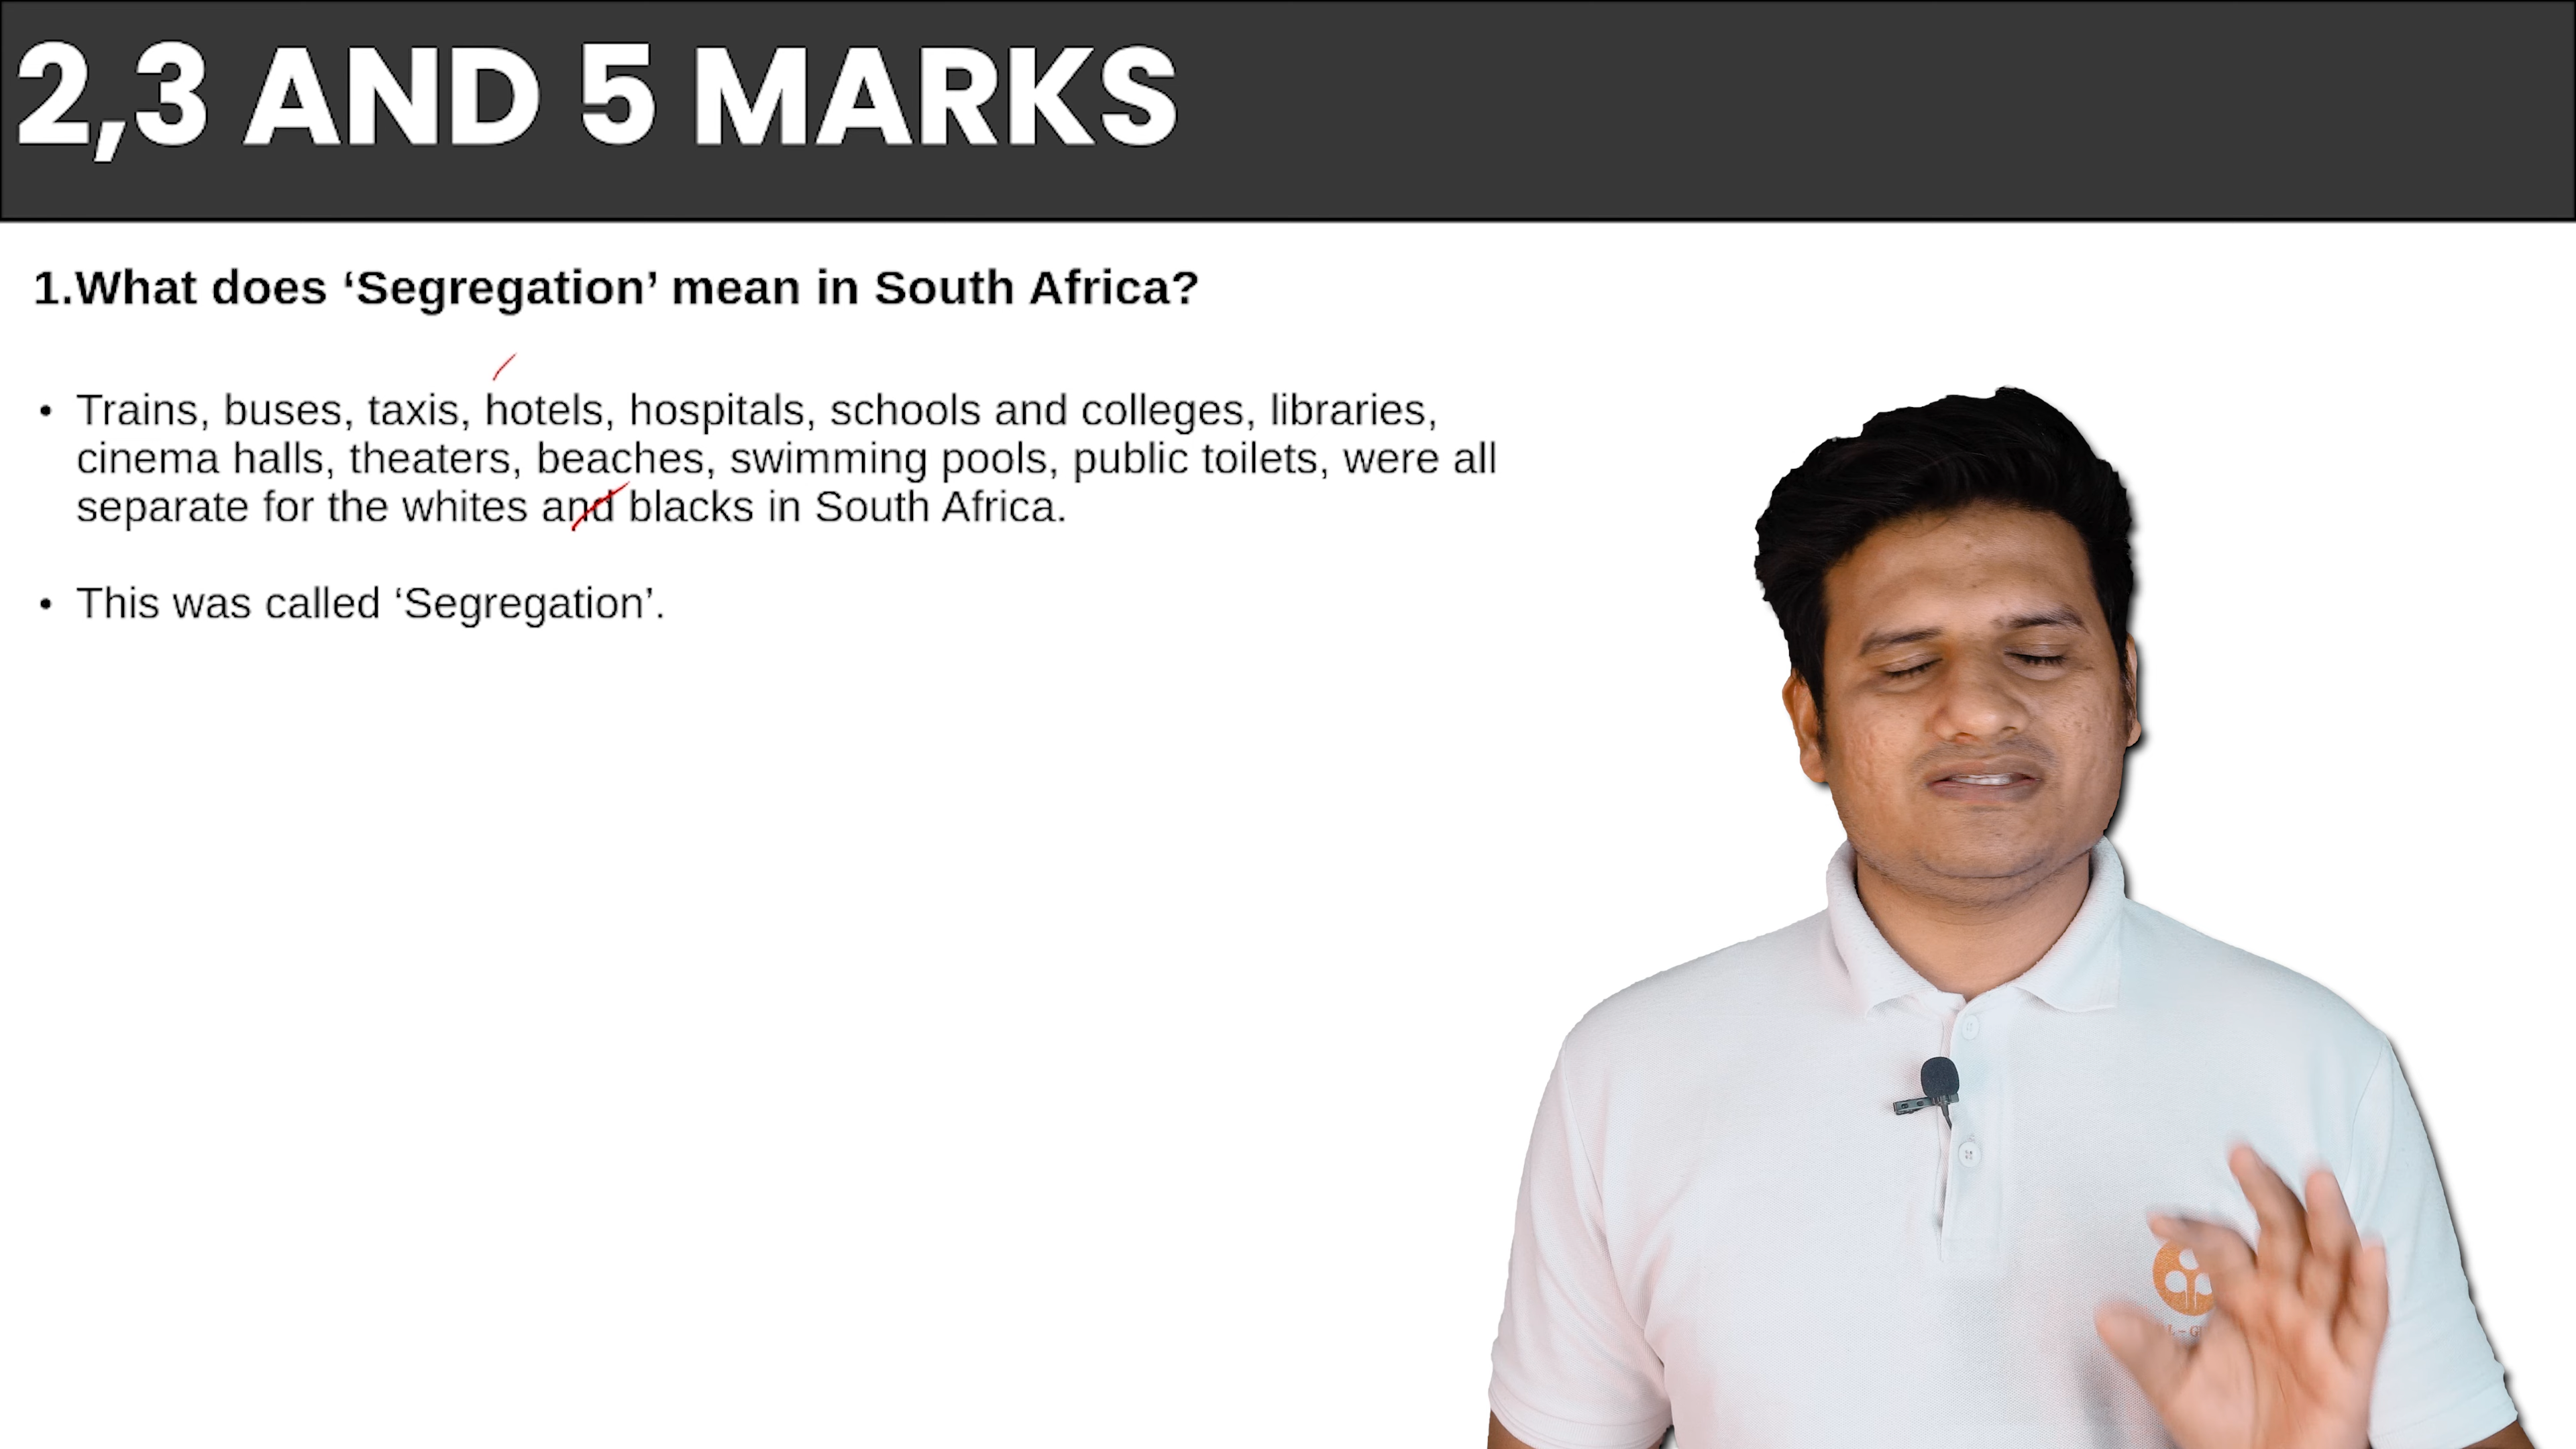 2,3 AND 5 MARKS
1.What does ‘Segregation’ mean in South Africa?
• Trains, buses, taxis, hotels, hospitals, schools and colleges, libraries,
cinema halls, theaters, beaches, swimming pools, public toilets, were all
separate for the whites and blacks in South Africa.
• This was called ‘Segregation’.